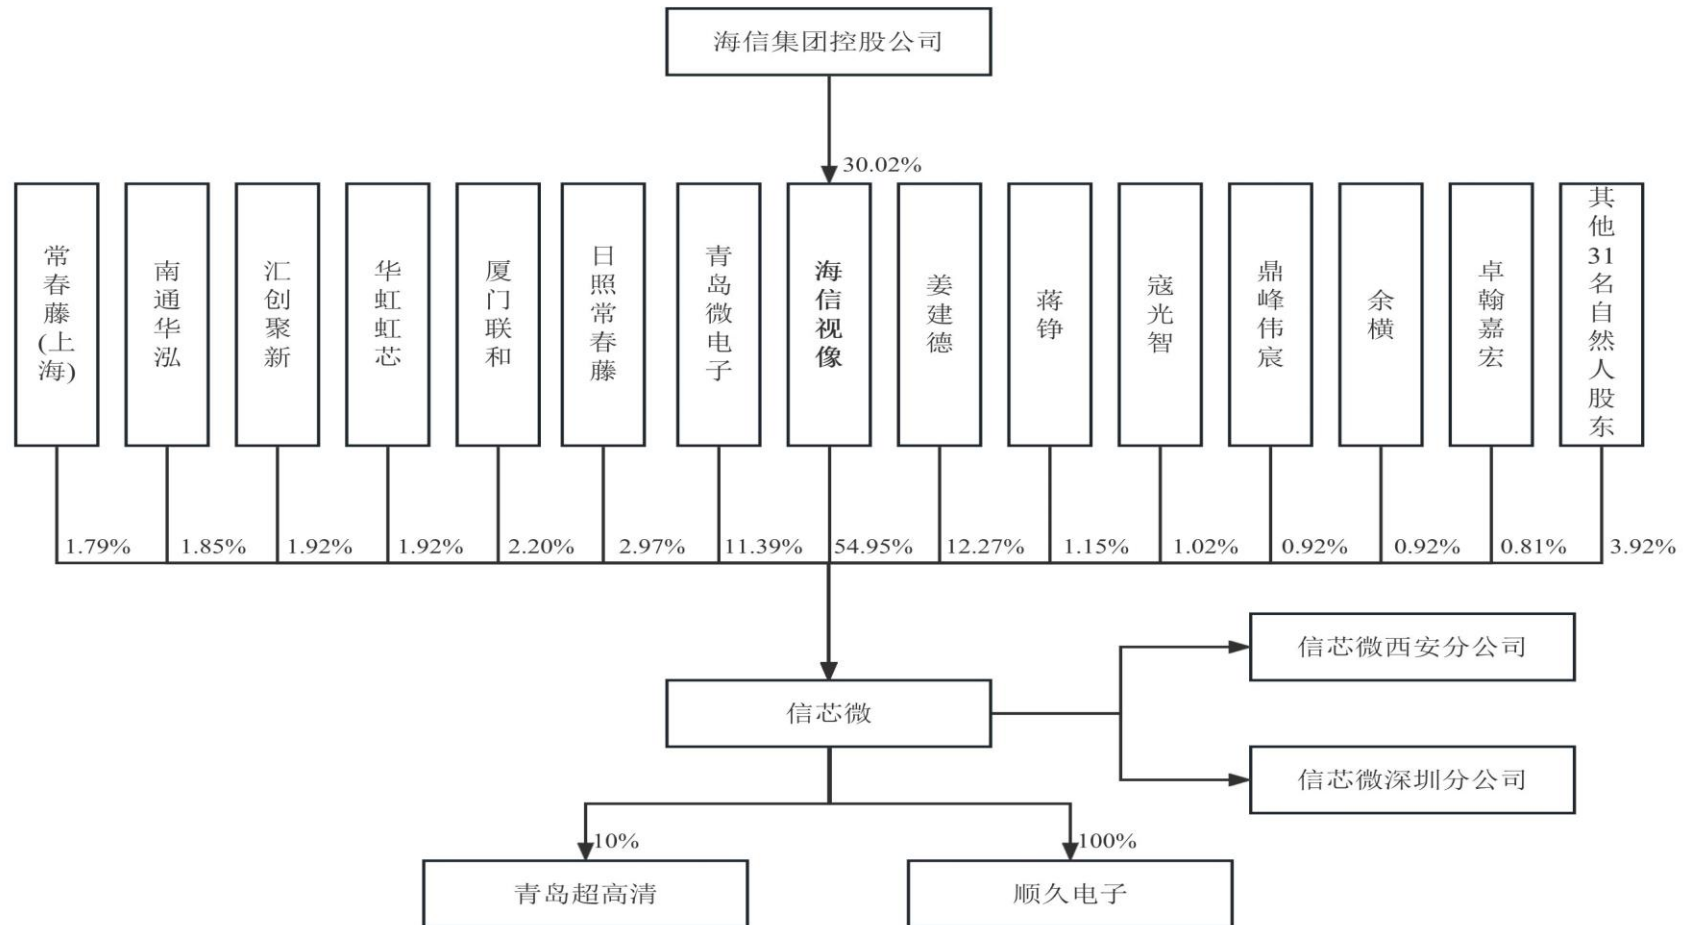 海信集团控股公司
30.02%
常春藤(上海)
南通华泓
汇创聚新
华虹虹芯
厦门联和
日照常春藤
青岛微电子
海信视像
姜建德
蒋铮
寇光智
鼎峰伟宸
余横
卓翰嘉宏
其他31名自然人股东
1.79%
1.85%
1.92%
1.92%
2.20%
2.97%
11.39%
54.95%
12.27%
1.15%
1.02%
0.92%
0.92%
0.81%
3.92%
信芯微西安分公司
信芯微
信芯微深圳分公司
10%
100%
青岛超高清
顺久电子